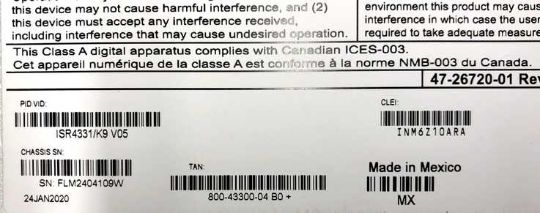 this device may not cause harmful interference, and (2)
this device must accept any interference received,
including interference that may cause undesired operation.
environment this product may caus
interference in which case the user
required to take adequate measure
This Class A digital apparatus complies with Canadian ICES-003.
Cet appareil numérique de la classe A est conforme à la norme NMB-003 du Canada.
47-26720-01 Rev
PID VID:
ISR4331/K9 V05
CLEI:
INM6Z10ARA
CHASSIS SN:
SN: FLM2404109W
24JAN2020
TAN:
800-43300-04 B0 +
Made in Mexico
MX